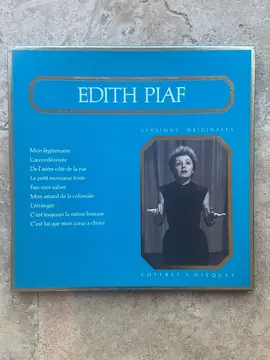 EDITH PIAF
VERSIONS ORIGINALES
Mon légionnaire
L'accordéoniste
De l'autre côté de la rue
Le petit monsieur triste
Fais-moi valser
Mon amant de la coloniale
L'étranger
C'est toujours la même histoire
C'est lui que mon cœur a choisi
COFFRET 3 DISQUES